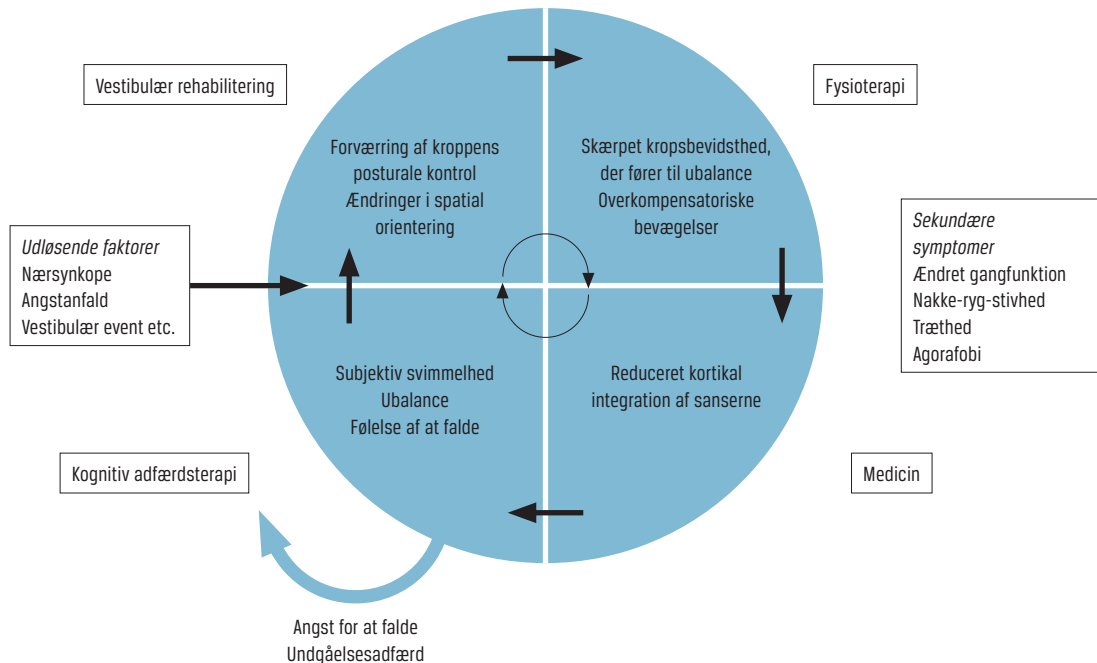 Vestibulær rehabilitering
Fysioterapi
Forværring af kroppens
posturale kontrol
Ændringer i spatial
orientering
Skærpet kropsbevidsthed,
der fører til ubalance
Overkompensatoriske
bevægelser
Udløsende faktorer
Nærsynkope
Angstanfald
Vestibulær event etc.
Sekundære
symptomer
Ændret gangfunktion
Nakke-ryg-stivhed
Træthed
Agorafobi
Subjektiv svimmelhed
Ubalance
Følelse af at falde
Reduceret kortikal
integration af sanserne
Kognitiv adfærdsterapi
Medicin
Angst for at falde
Undgåelsesadfærd